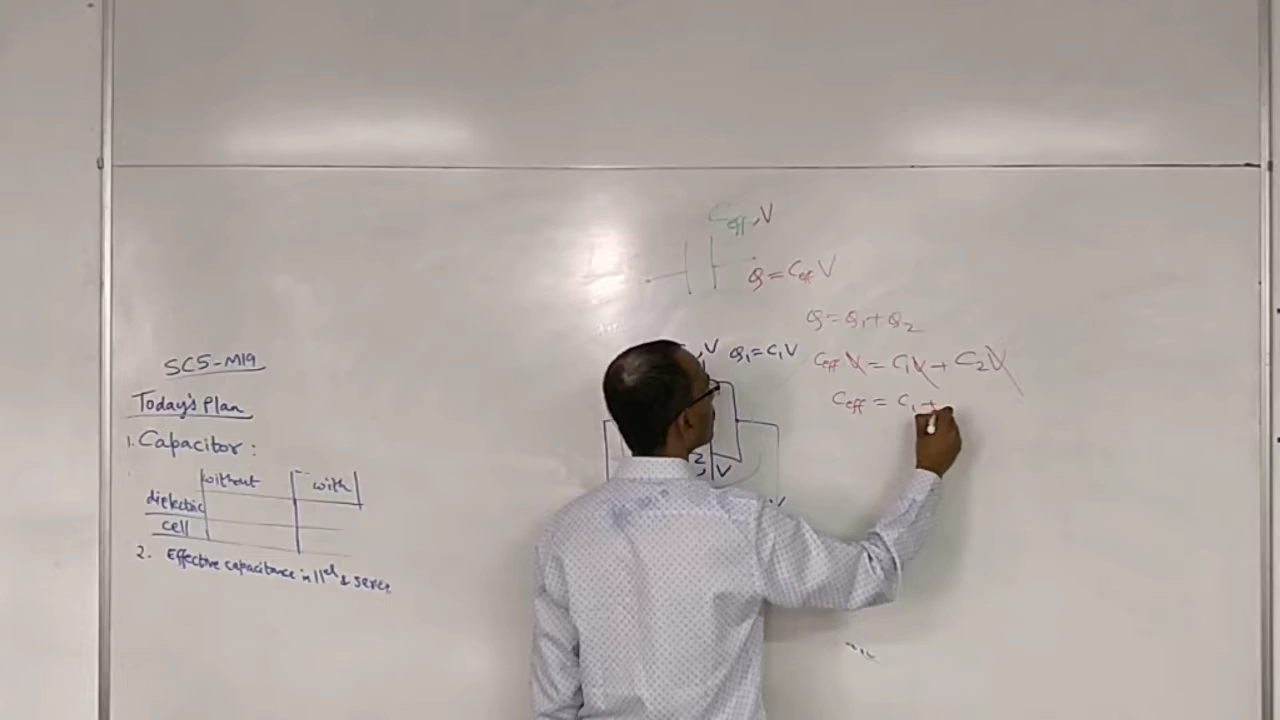 SC5-M19
Today's Plan
1. Capacitor :
without with
dielectric
cell
2. Effective capacitance in ||el & series
Ceff, V
Q = Ceff V
Q = Q1 + Q2
, V Q1 = C1V
Ceff V = C1V + C2V
Ceff = C1 +
2 V
V